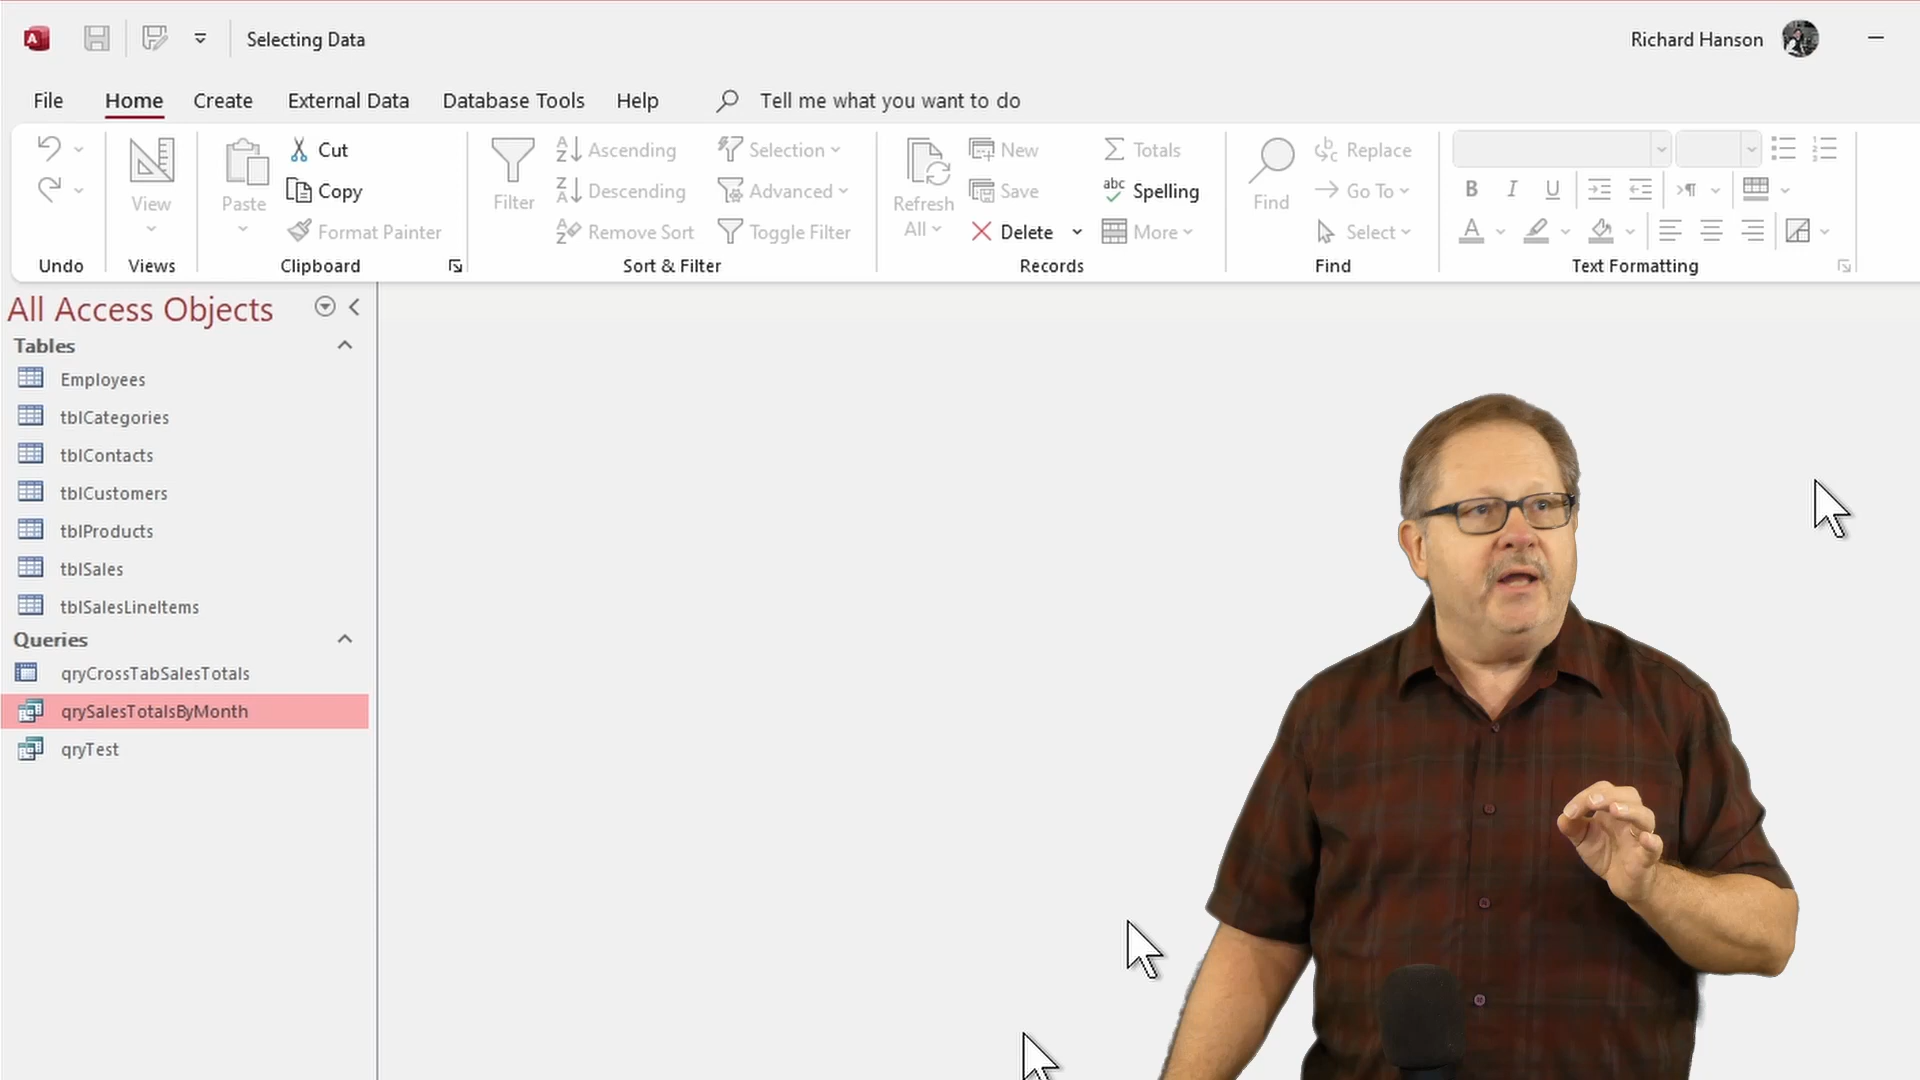 Selecting Data
Richard Hanson
File Home Create External Data Database Tools Help Tell me what you want to do
Cut
Copy
Format Painter
View
Paste
Filter
Ascending
Descending
Remove Sort
Selection
Advanced
Toggle Filter
Refresh All
New
Save
Delete
Totals
Spelling
More
Find
Replace
Go To
Select
B I U
Undo Views Clipboard Sort & Filter Records Find Text Formatting
All Access Objects
Tables
Employees
tblCategories
tblContacts
tblCustomers
tblProducts
tblSales
tblSalesLineItems
Queries
qryCrossTabSalesTotals
qrySalesTotalsByMonth
qryTest